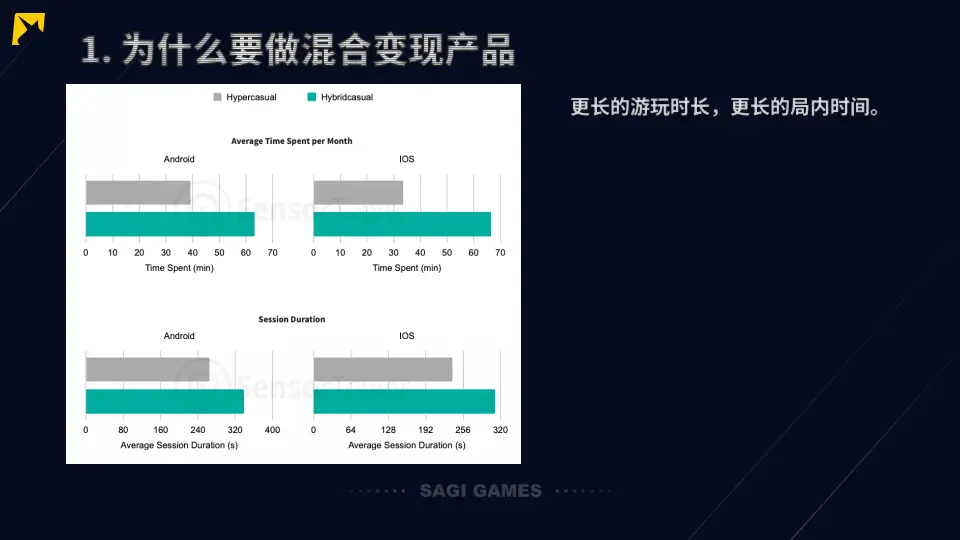 1. 为什么要做混合变现产品
Hypercasual Hybridcasual
更长的游玩时长，更长的局内时间。
Average Time Spent per Month
Android IOS
SensorTower
0 10 20 30 40 50 60 70 0 10 20 30 40 50 60 70
Time Spent (min) Time Spent (min)
Session Duration
Android IOS
SensorTower
0 80 160 240 320 400 0 64 128 192 256 320
Average Session Duration (s) Average Session Duration (s)
SAGI GAMES